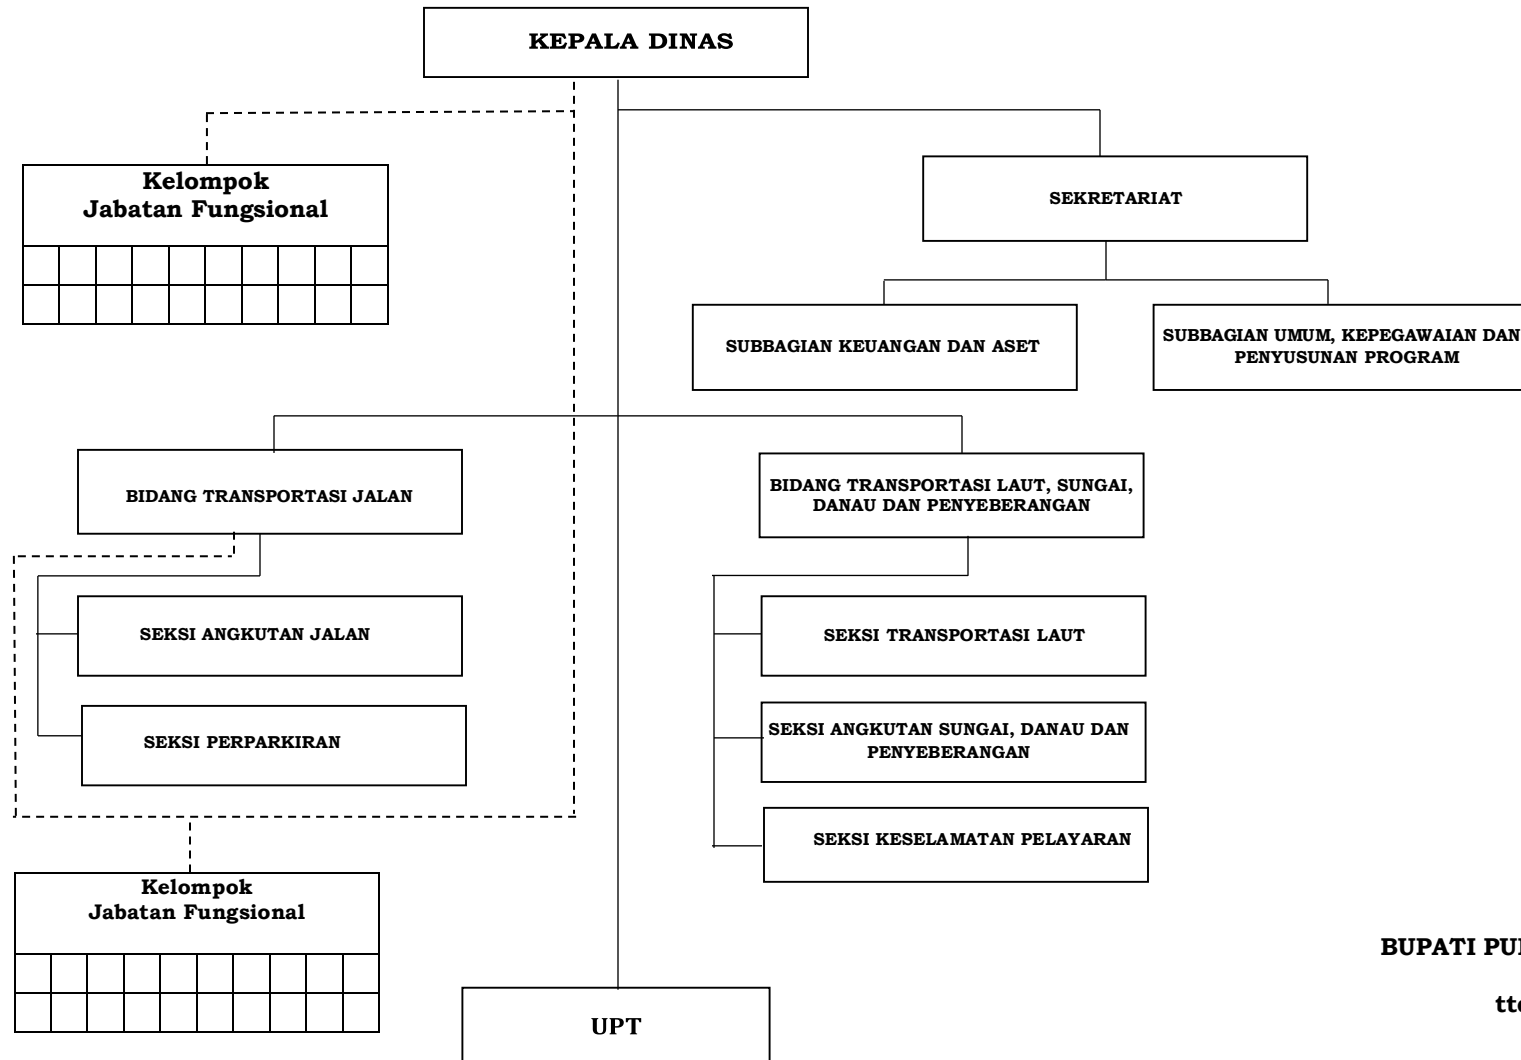 KEPALA DINAS
Kelompok
Jabatan Fungsional
SEKRETARIAT
SUBBAGIAN KEUANGAN DAN ASET
SUBBAGIAN UMUM, KEPEGAWAIAN DAN
PENYUSUNAN PROGRAM
BIDANG TRANSPORTASI JALAN
BIDANG TRANSPORTASI LAUT, SUNGAI,
DANAU DAN PENYEBERANGAN
SEKSI ANGKUTAN JALAN
SEKSI TRANSPORTASI LAUT
SEKSI PERPARKIRAN
SEKSI ANGKUTAN SUNGAI, DANAU DAN
PENYEBERANGAN
SEKSI KESELAMATAN PELAYARAN
Kelompok
Jabatan Fungsional
BUPATI
UPT